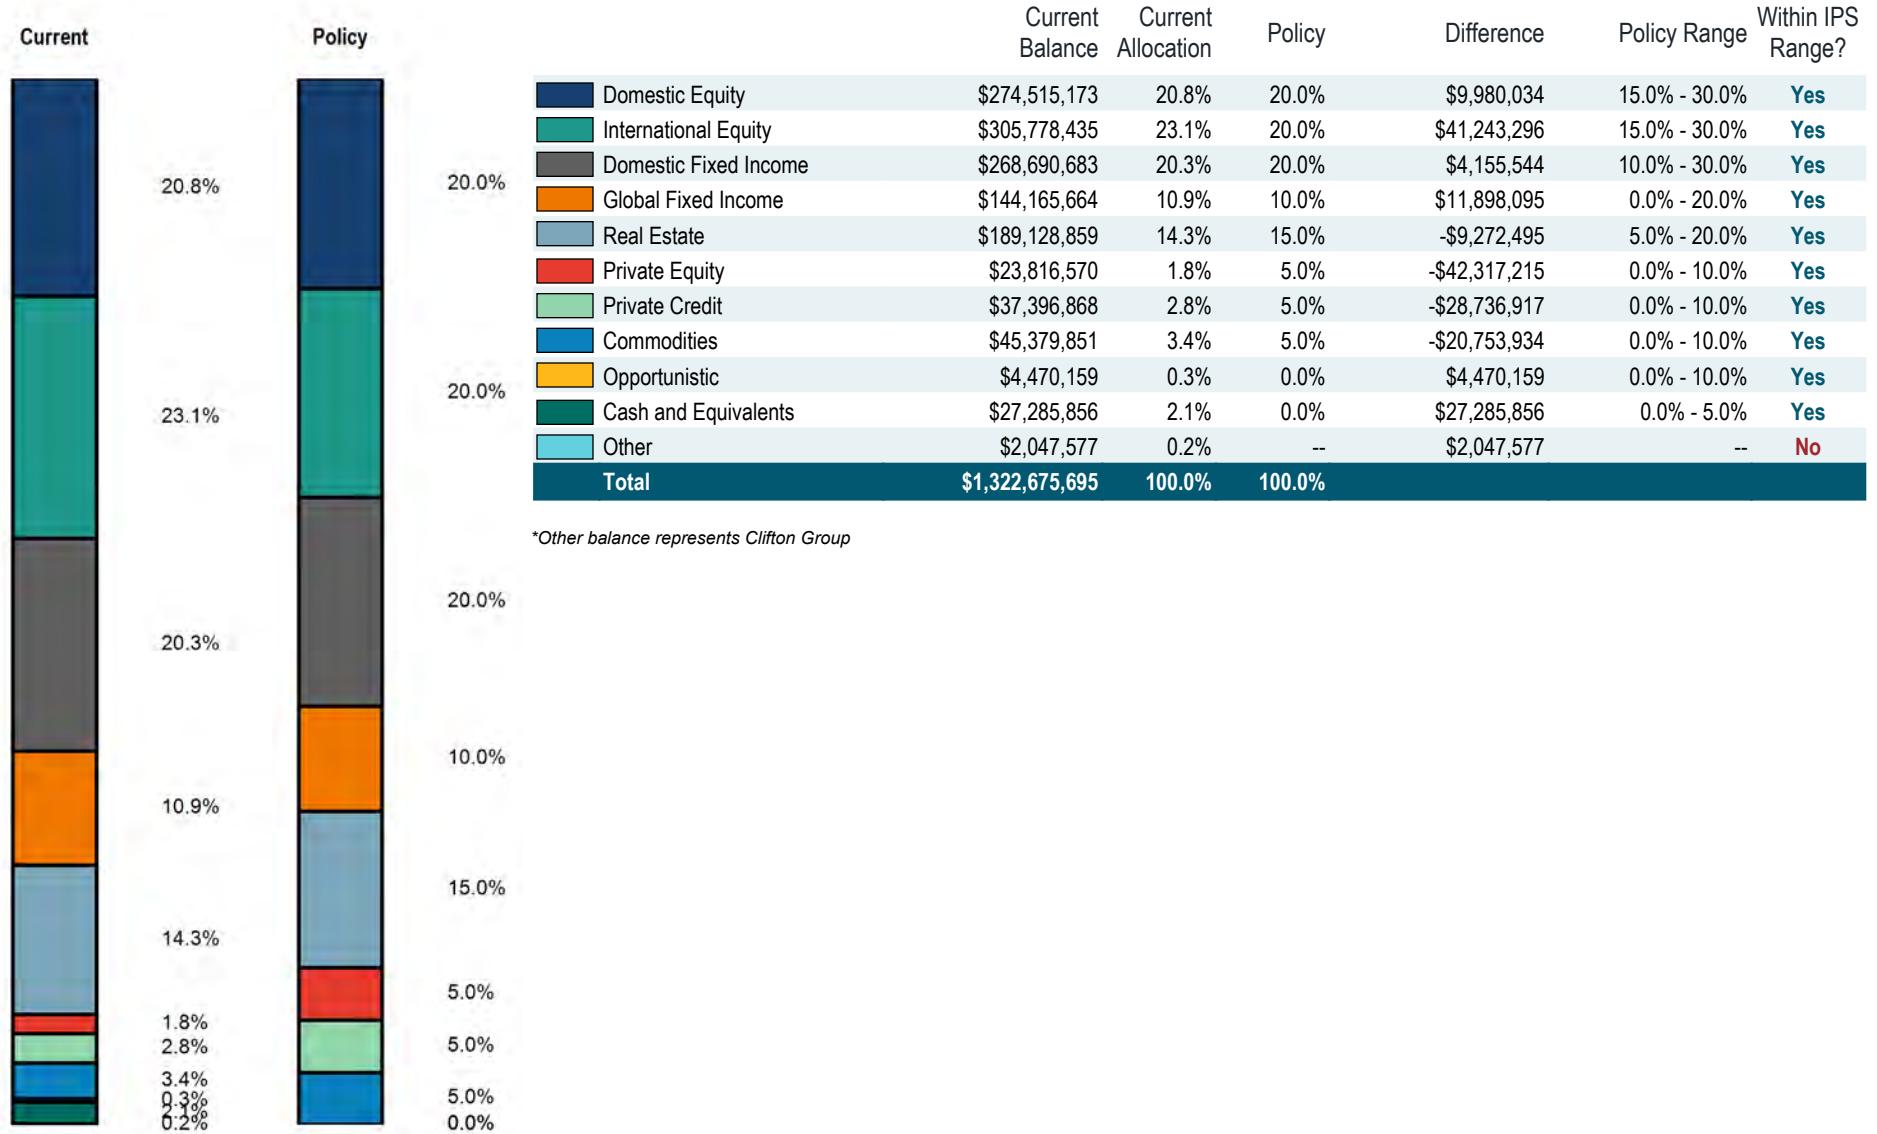 Current
Policy
20.8%
23.1%
20.3%
10.9%
14.3%
1.8%
2.8%
3.4%
0.3%
2.1%
0.2%
20.0%
20.0%
20.0%
10.0%
15.0%
5.0%
5.0%
5.0%
0.0%
Current Current Within IPS
Balance Allocation Policy Difference Policy Range Range?
Domestic Equity $274,515,173 20.8% 20.0% $9,980,034 15.0% - 30.0% Yes
International Equity $305,778,435 23.1% 20.0% $41,243,296 15.0% - 30.0% Yes
Domestic Fixed Income $268,690,683 20.3% 20.0% $4,155,544 10.0% - 30.0% Yes
Global Fixed Income $144,165,664 10.9% 10.0% $11,898,095 0.0% - 20.0% Yes
Real Estate $189,128,859 14.3% 15.0% -$9,272,495 5.0% - 20.0% Yes
Private Equity $23,816,570 1.8% 5.0% -$42,317,215 0.0% - 10.0% Yes
Private Credit $37,396,868 2.8% 5.0% -$28,736,917 0.0% - 10.0% Yes
Commodities $45,379,851 3.4% 5.0% -$20,753,934 0.0% - 10.0% Yes
Opportunistic $4,470,159 0.3% 0.0% $4,470,159 0.0% - 10.0% Yes
Cash and Equivalents $27,285,856 2.1% 0.0% $27,285,856 0.0% - 5.0% Yes
Other $2,047,577 0.2% -- $2,047,577 -- No
Total $1,322,675,695 100.0% 100.0%
*Other balance represents Clifton Group